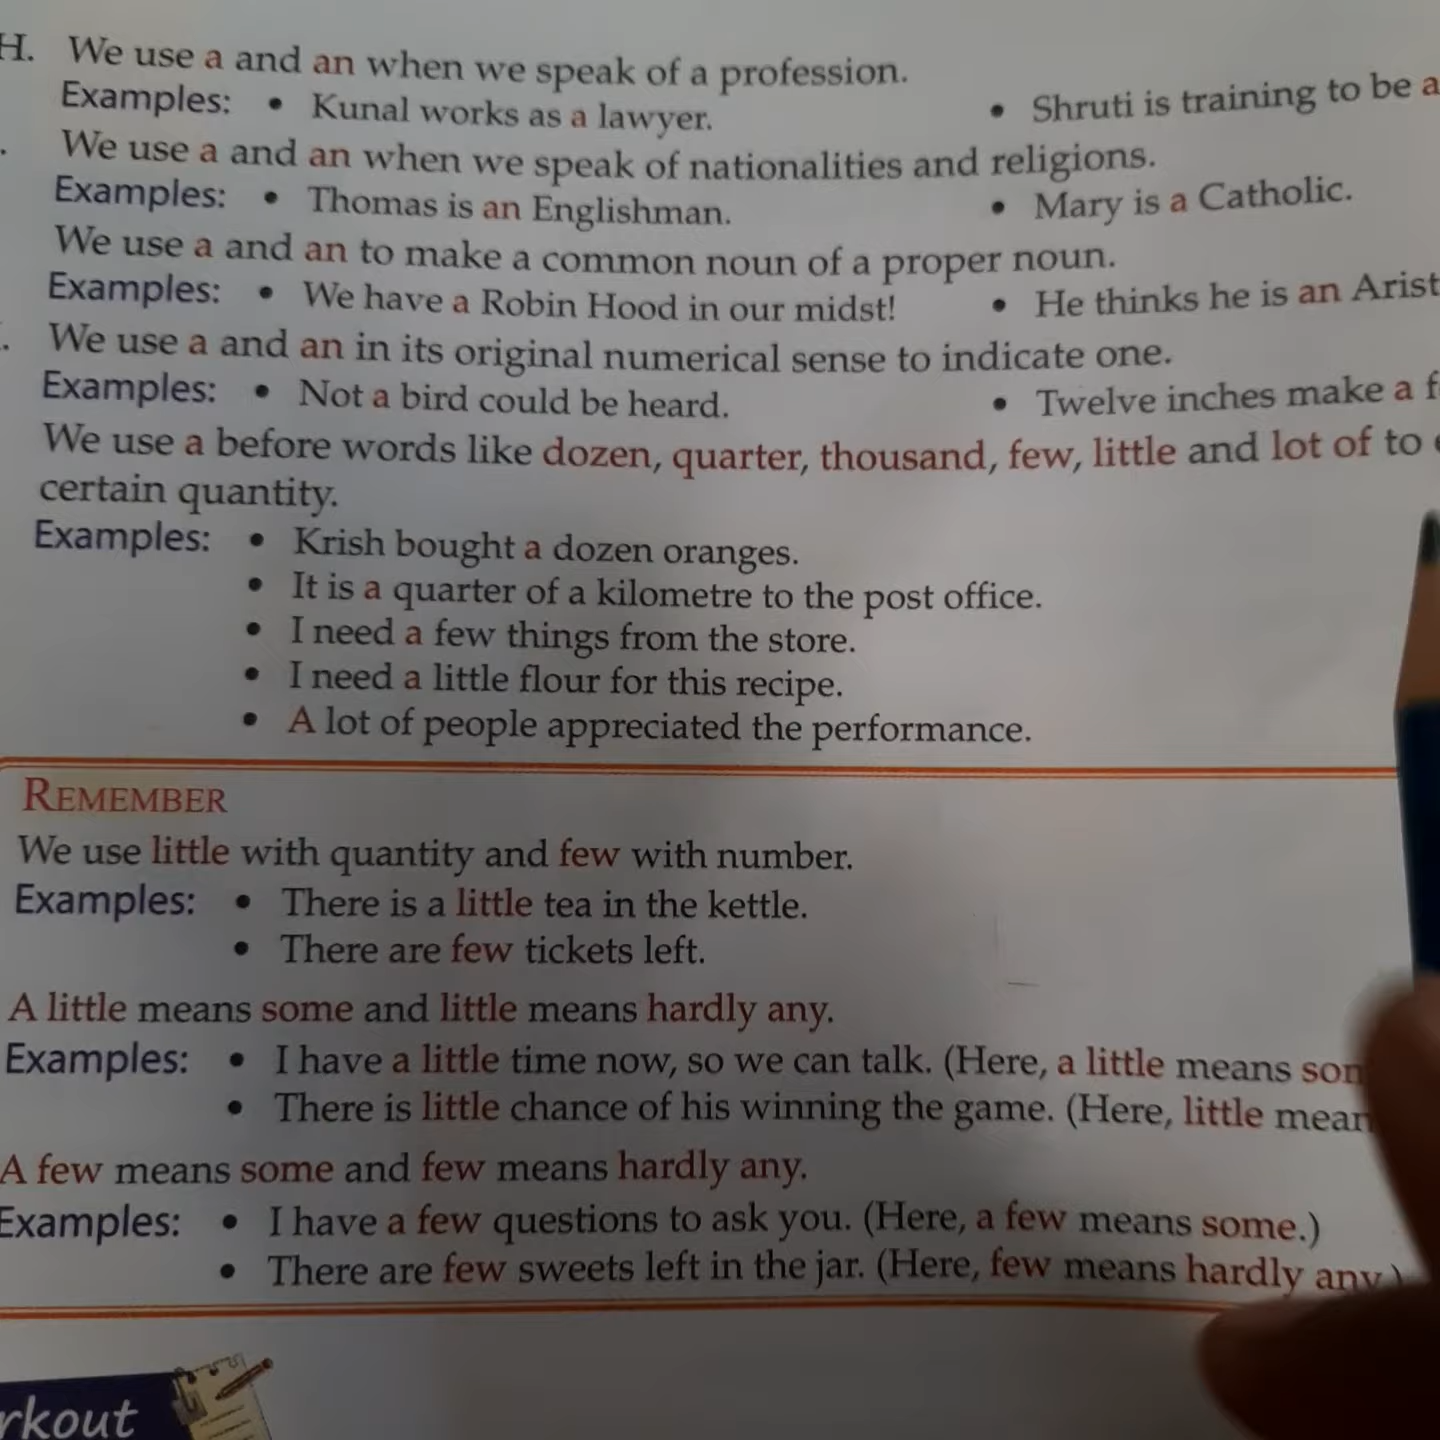 H. We use a and an when we speak of a profession.
Examples: • Kunal works as a lawyer. • Shruti is training to be a
. We use a and an when we speak of nationalities and religions.
Examples: • Thomas is an Englishman. • Mary is a Catholic.
We use a and an to make a common noun of a proper noun.
Examples: • We have a Robin Hood in our midst! • He thinks he is an Arist
. We use a and an in its original numerical sense to indicate one.
Examples: • Not a bird could be heard. • Twelve inches make a f
We use a before words like dozen, quarter, thousand, few, little and lot of to
certain quantity.
Examples: • Krish bought a dozen oranges.
• It is a quarter of a kilometre to the post office.
• I need a few things from the store.
• I need a little flour for this recipe.
• A lot of people appreciated the performance.
REMEMBER
We use little with quantity and few with number.
Examples: • There is a little tea in the kettle.
• There are few tickets left.
A little means some and little means hardly any.
Examples: • I have a little time now, so we can talk. (Here, a little means som
• There is little chance of his winning the game. (Here, little mean
A few means some and few means hardly any.
Examples: • I have a few questions to ask you. (Here, a few means some.)
• There are few sweets left in the jar. (Here, few means hardly any.)
rkout